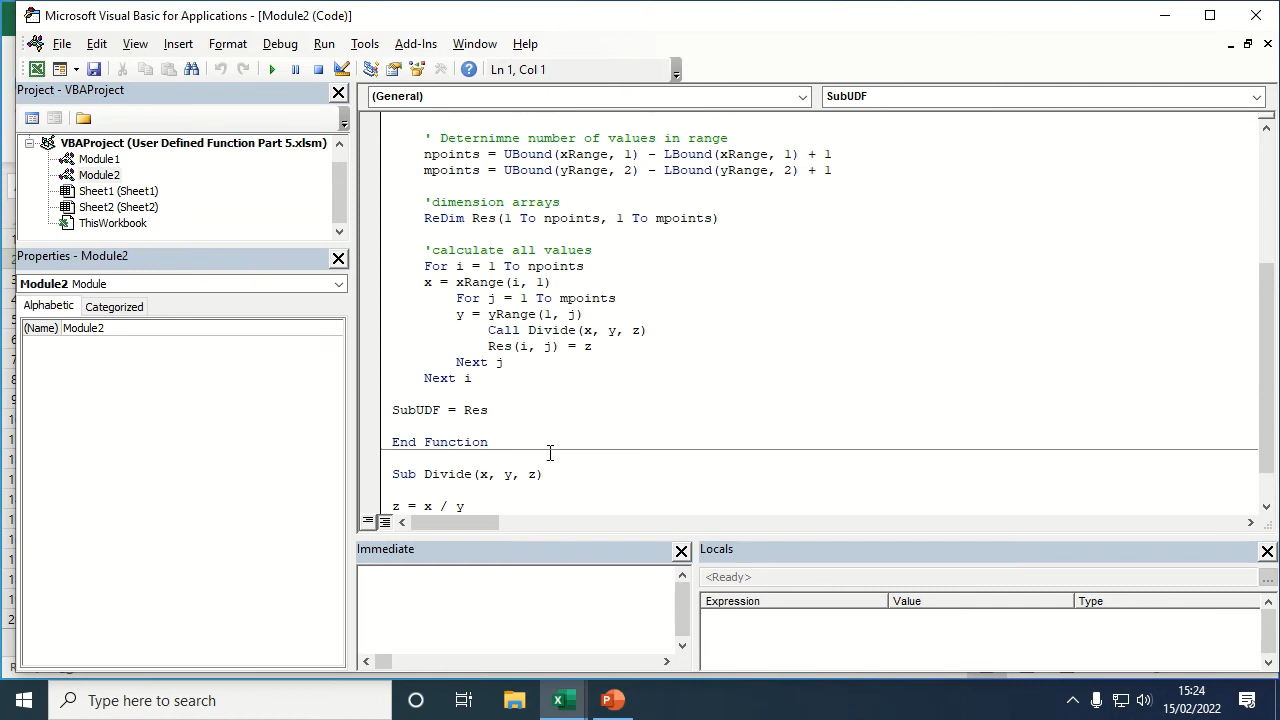 Microsoft Visual Basic for Applications - [Module2 (Code)]
File Edit View Insert Format Debug Run Tools Add-Ins Window Help
Ln 1, Col 1
Project - VBAProject
(General)
SubUDF
VBAProject (User Defined Function Part 5.xlsm)
Module1
Module2
Sheet1 (Sheet1)
Sheet2 (Sheet2)
ThisWorkbook
Properties - Module2
Module2 Module
Alphabetic Categorized
(Name) Module2
' Deternimne number of values in range
npoints = UBound(xRange, 1) - LBound(xRange, 1) + 1
mpoints = UBound(yRange, 2) - LBound(yRange, 2) + 1
'dimension arrays
ReDim Res(1 To npoints, 1 To mpoints)
'calculate all values
For i = 1 To npoints
x = xRange(i, 1)
For j = 1 To mpoints
y = yRange(1, j)
Call Divide(x, y, z)
Res(i, j) = z
Next j
Next i
SubUDF = Res
End Function
Sub Divide(x, y, z)
z = x / y
Immediate
Locals
<Ready>
Expression Value Type
Type here to search
15:24
15/02/2022